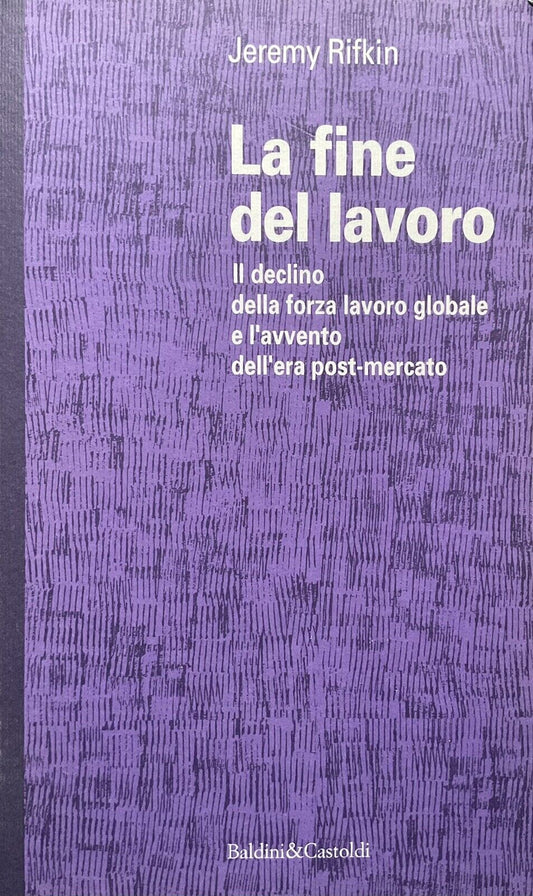 Jeremy Rifkin
La fine
del lavoro
Il declino
della forza lavoro globale
e l'avvento
dell'era post-mercato
Baldini&Castoldi